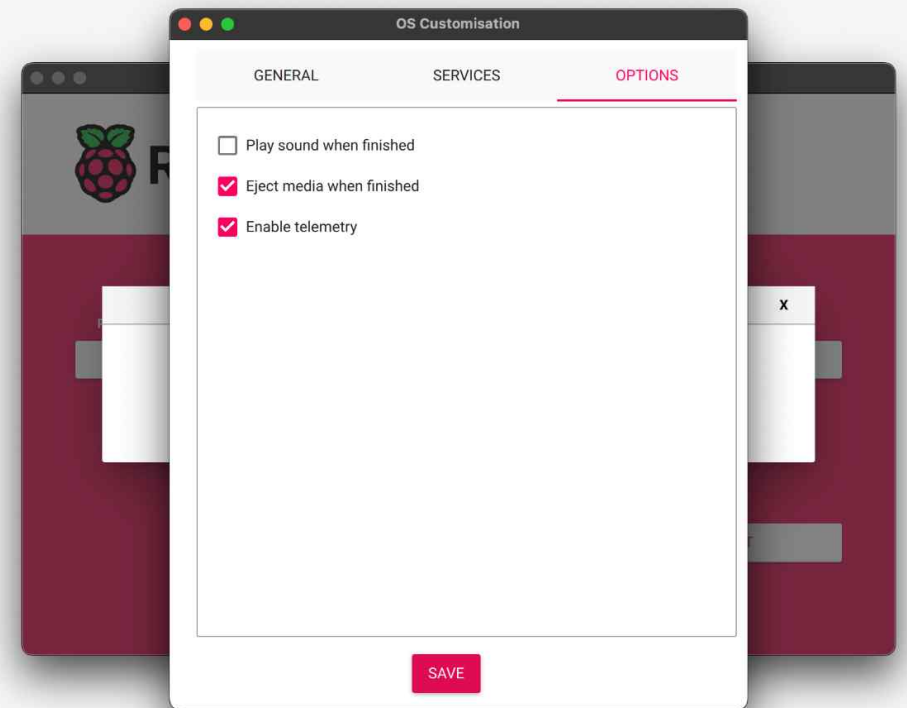 OS Customisation
GENERAL SERVICES OPTIONS
Play sound when finished
Eject media when finished
Enable telemetry
X
SAVE